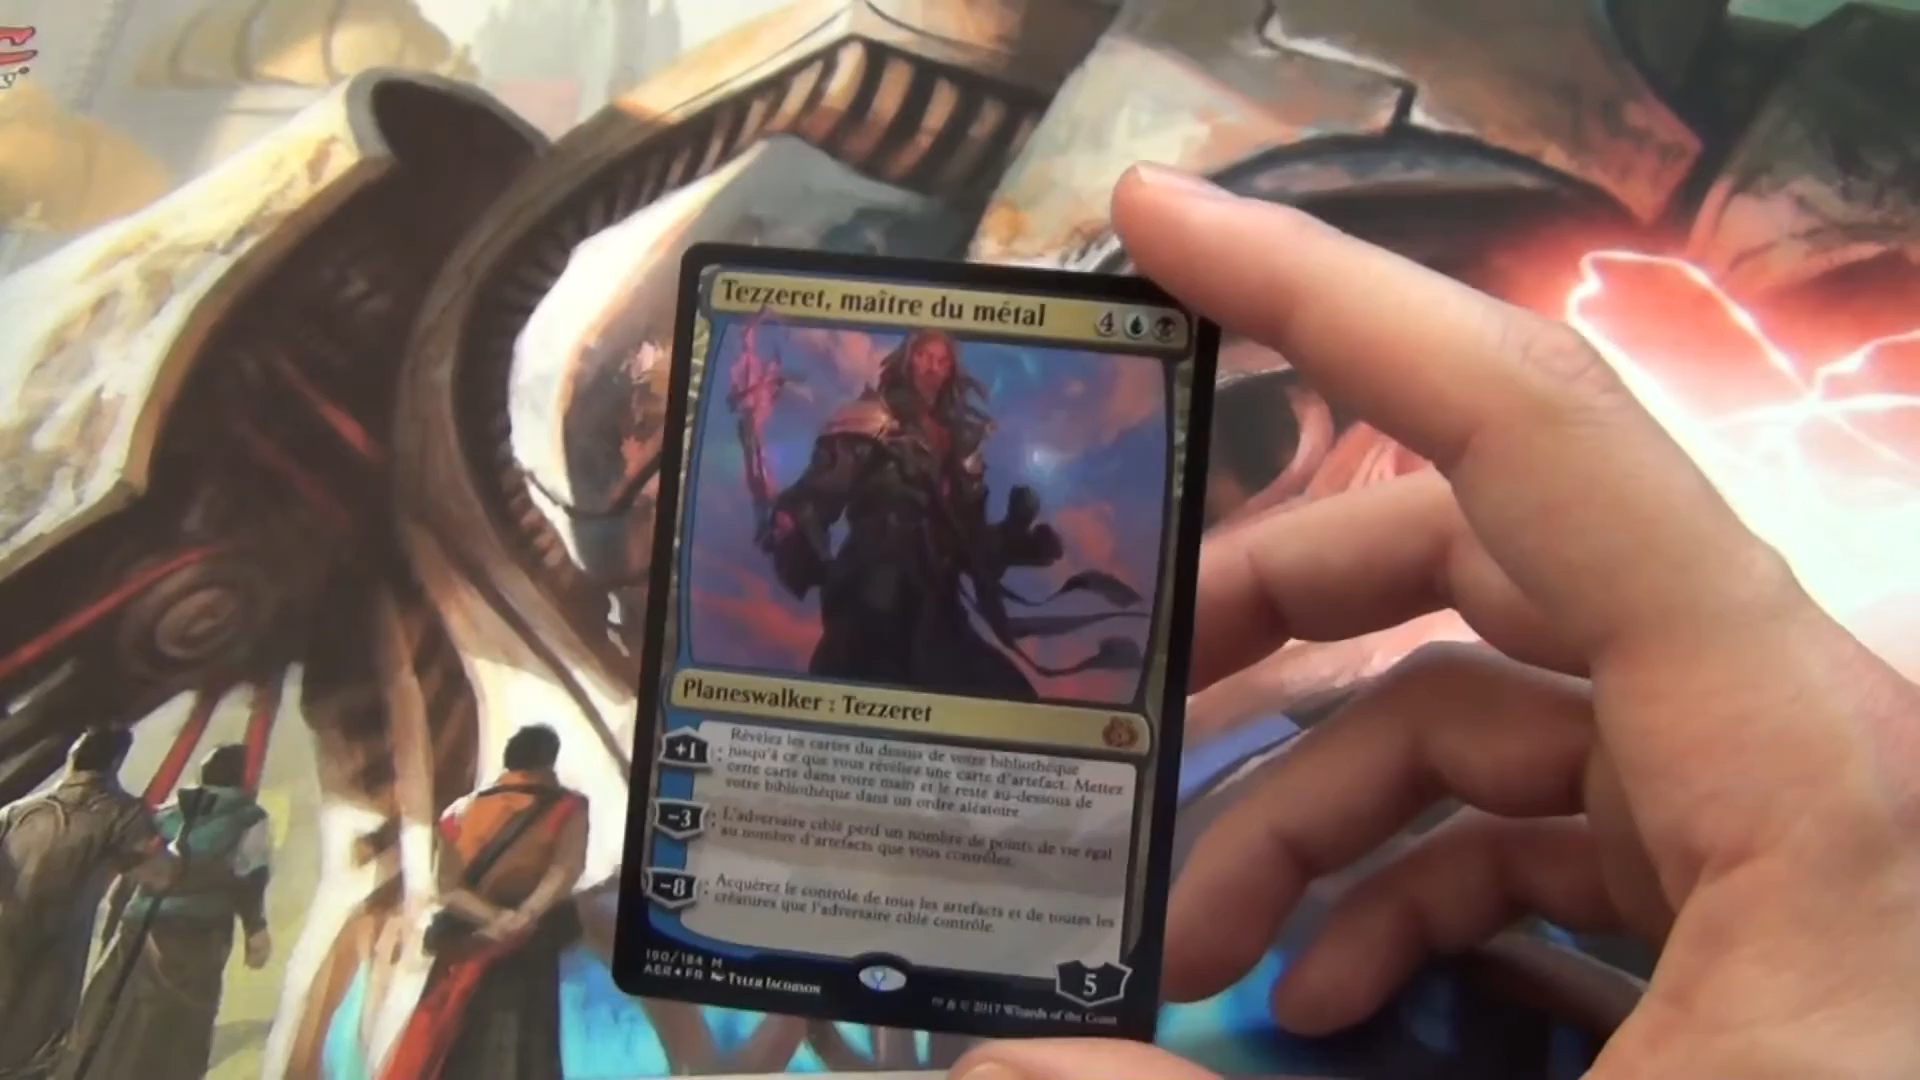 Tezzeret, maître du métal
4
Planeswalker : Tezzeret
+1 : Révélez les cartes du dessus de votre bibliothèque
jusqu'à ce que vous révéliez une carte d'artefact. Mettez
cette carte dans votre main et le reste au-dessous de
votre bibliothèque dans un ordre aléatoire.
-3 : L'adversaire ciblé perd un nombre de points de vie égal
au nombre d'artefacts que vous contrôlez.
-8 : Acquérez le contrôle de tous les artefacts et de toutes les
créatures que l'adversaire ciblé contrôle.
5
190/184 M
AER FR Tyler Jacobson
™ & © 2017 Wizards of the Coast